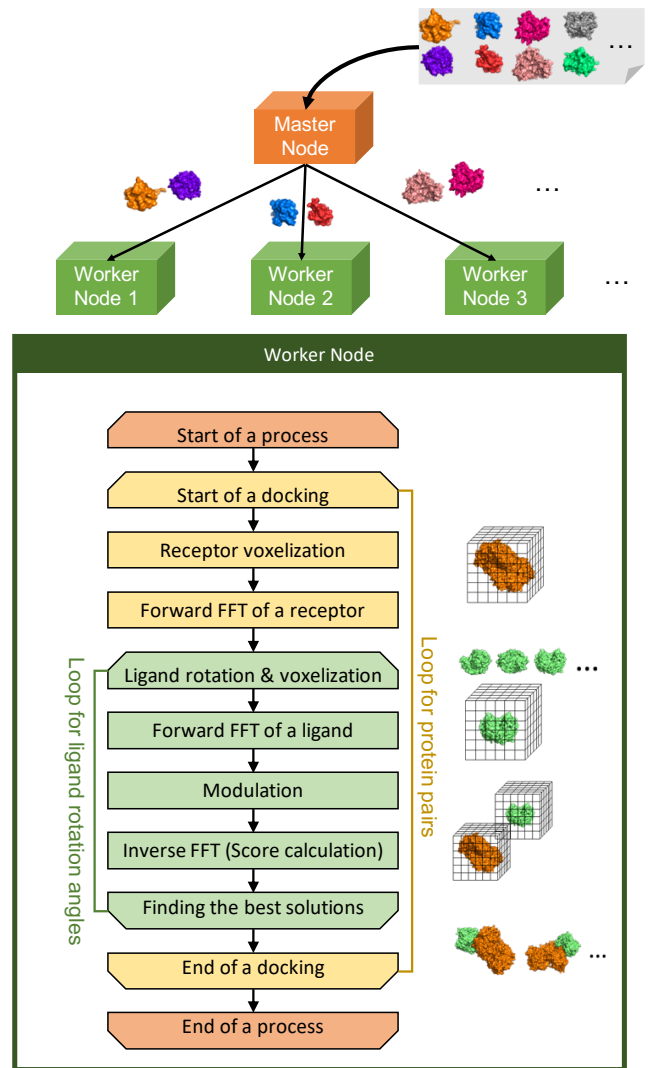 ...
Master
Node
...
Worker
Node 1
Worker
Node 2
Worker
Node 3
...
Worker Node
Start of a process
Start of a docking
Receptor voxelization
Forward FFT of a receptor
Ligand rotation & voxelization
...
Forward FFT of a ligand
Modulation
Inverse FFT (Score calculation)
Finding the best solutions
End of a docking
...
End of a process
Loop for ligand rotation angles
Loop for protein pairs